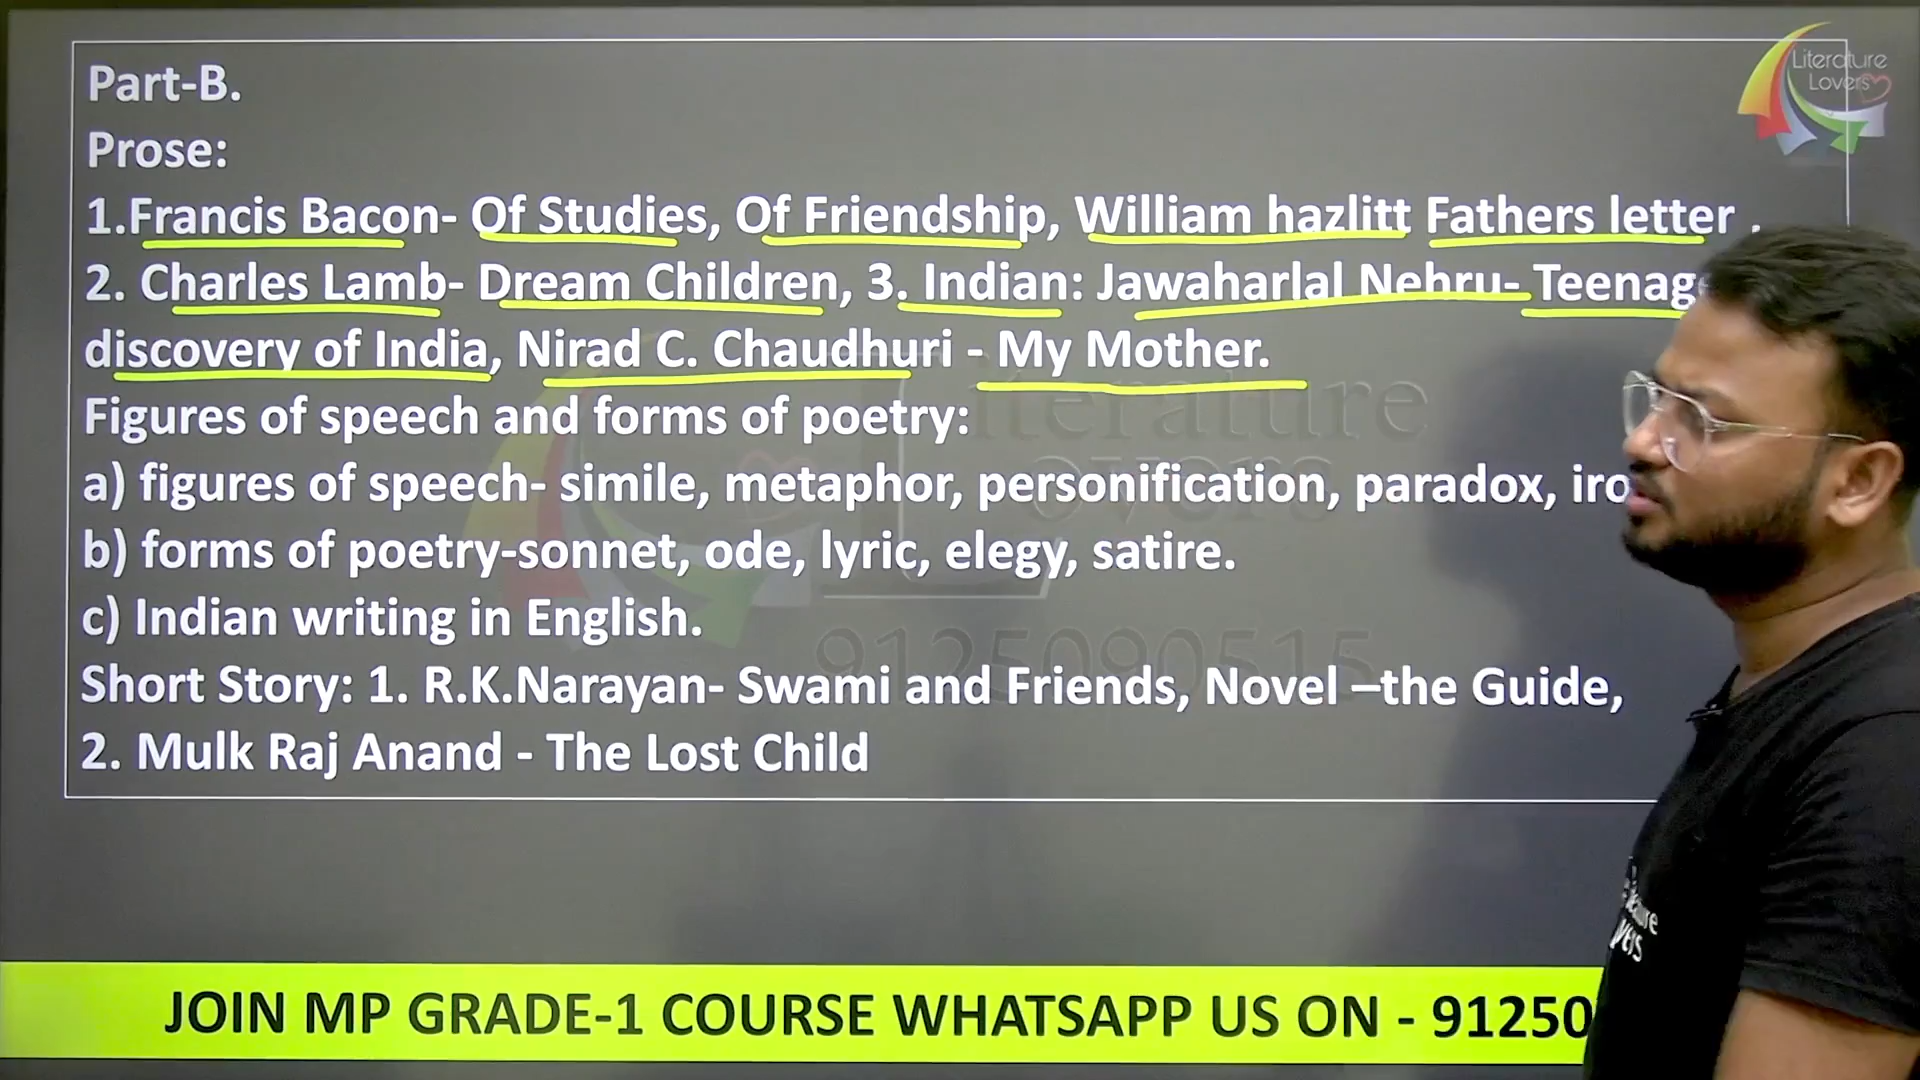 Part-B.
Prose:
1.Francis Bacon- Of Studies, Of Friendship, William hazlitt Fathers letter ,
2. Charles Lamb- Dream Children, 3. Indian: Jawaharlal Nehru- Teenage
discovery of India, Nirad C. Chaudhuri - My Mother.
Figures of speech and forms of poetry:
a) figures of speech- simile, metaphor, personification, paradox, iro
b) forms of poetry-sonnet, ode, lyric, elegy, satire.
c) Indian writing in English.
Short Story: 1. R.K.Narayan- Swami and Friends, Novel –the Guide,
2. Mulk Raj Anand - The Lost Child
JOIN MP GRADE-1 COURSE WHATSAPP US ON - 91250
Literature
Lovers
Literature
Lovers
9125090515